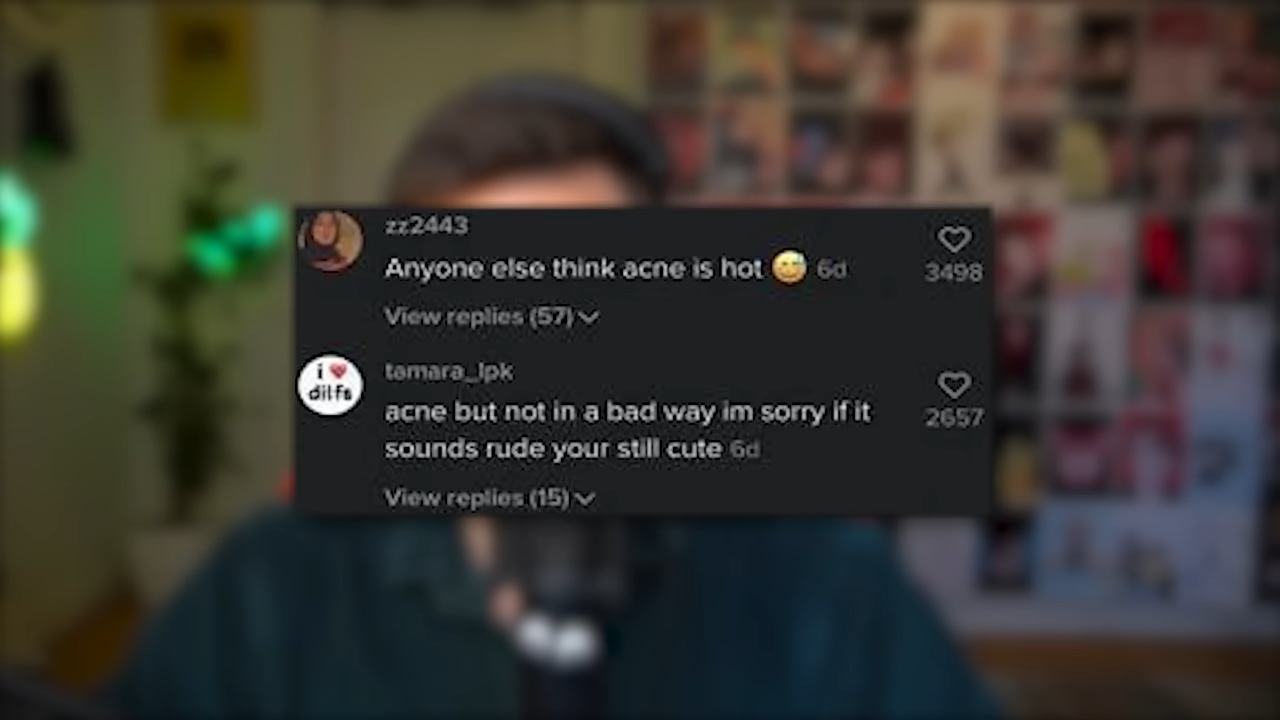 zz2443
Anyone else think acne is hot 😅 6d
3498
View replies (57)
i ❤️
dilfs
tamara_lpk
acne but not in a bad way im sorry if it
2657
sounds rude your still cute 6d
View replies (15)